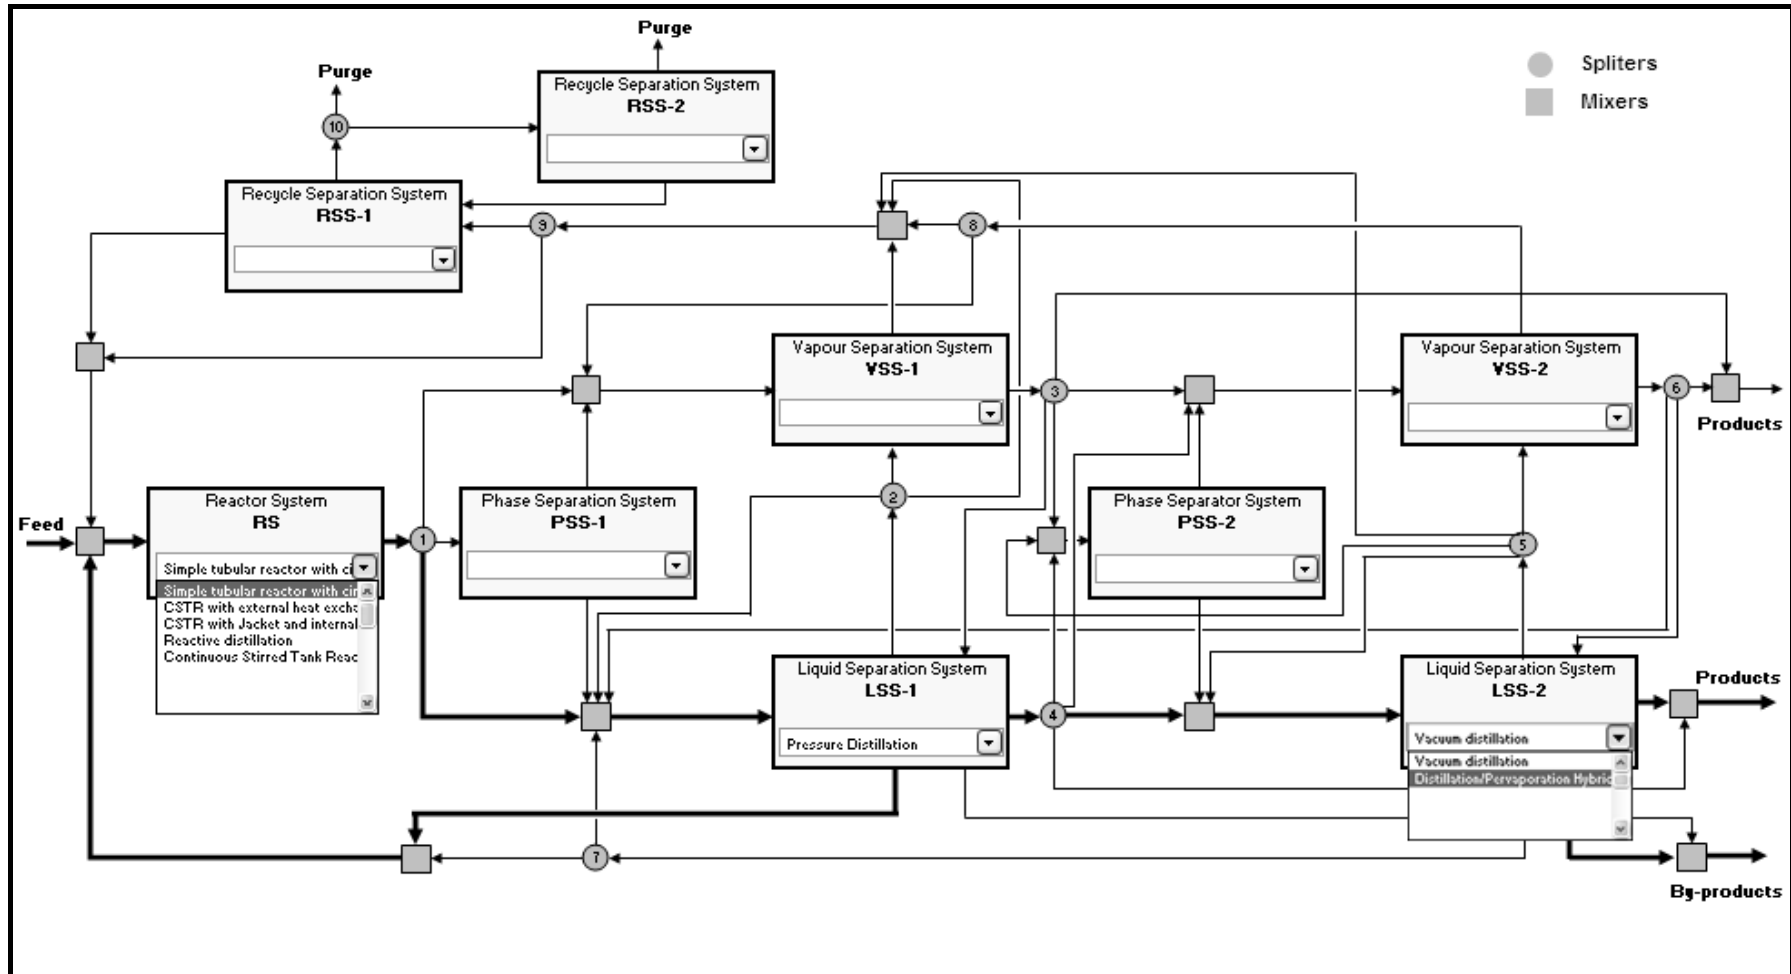 Purge
Purge
Spliters
Mixers
Recycle Separation System
RSS-2
10
Recycle Separation System
RSS-1
9
8
Vapour Separation System
VSS-1
Vapour Separation System
VSS-2
3
6
Products
Feed
Reactor System
RS
Simple tubular reactor with ci
Simple tubular reactor with cir
CSTR with external heat excha
CSTR with Jacket and internal
Reactive distillation
Continuous Stirred Tank Reac
1
Phase Separation System
PSS-1
2
Phase Separator System
PSS-2
5
Liquid Separation System
LSS-1
Pressure Distillation
4
Liquid Separation System
LSS-2
Vacuum distillation
Vacuum distillation
Distillation/Pervaporation Hybric
Products
7
By-products